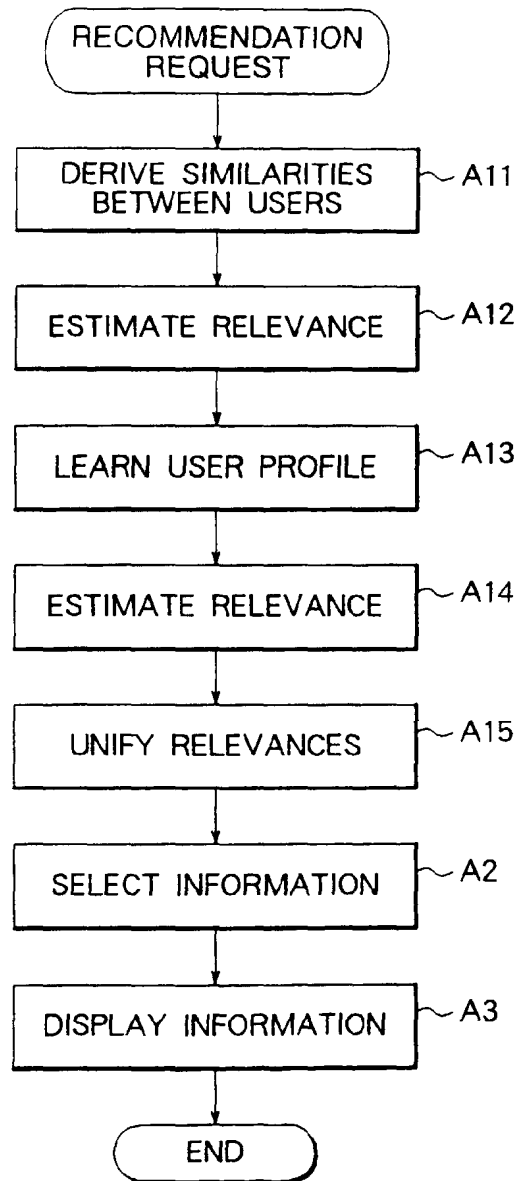 RECOMMENDATION
REQUEST
DERIVE SIMILARITIES
BETWEEN USERS
A11
ESTIMATE RELEVANCE
A12
LEARN USER PROFILE
A13
ESTIMATE RELEVANCE
A14
UNIFY RELEVANCES
A15
SELECT INFORMATION
A2
DISPLAY INFORMATION
A3
END